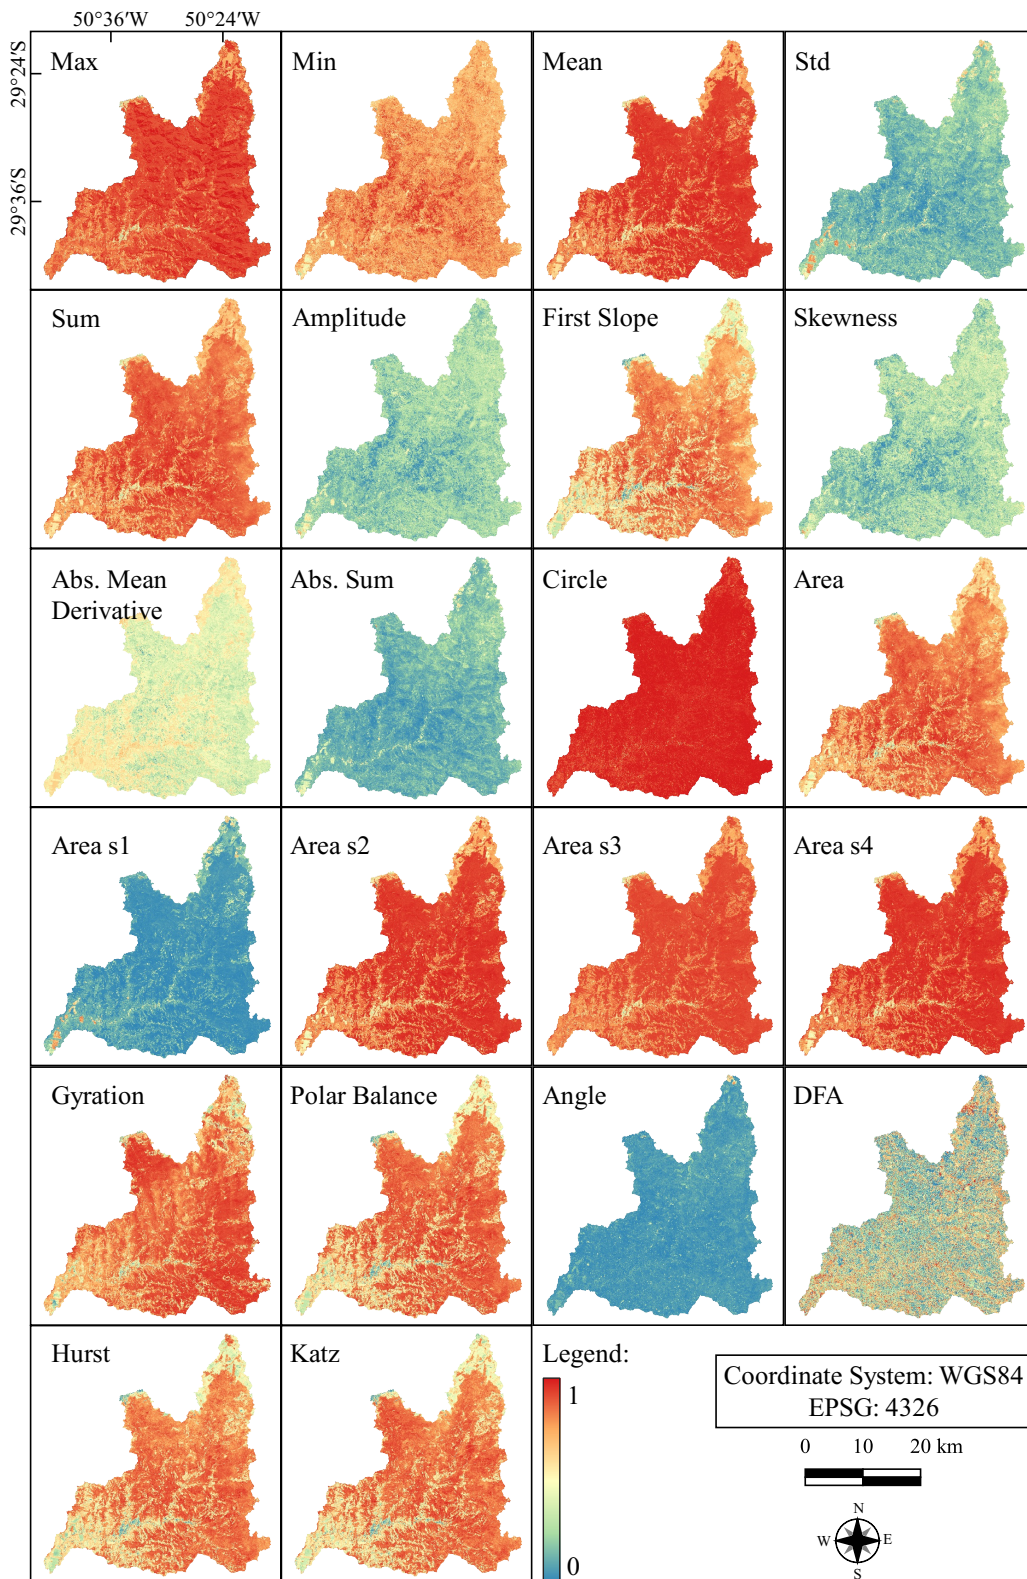 50°36′W 50°24′W
29°24′S
29°36′S
Max
Min
Mean
Std
Sum
Amplitude
First Slope
Skewness
Abs. Mean
Derivative
Abs. Sum
Circle
Area
Area s1
Area s2
Area s3
Area s4
Gyration
Polar Balance
Angle
DFA
Hurst
Katz
Legend:
1
0
Coordinate System: WGS84
EPSG: 4326
0 10 20 km
N
W E
S